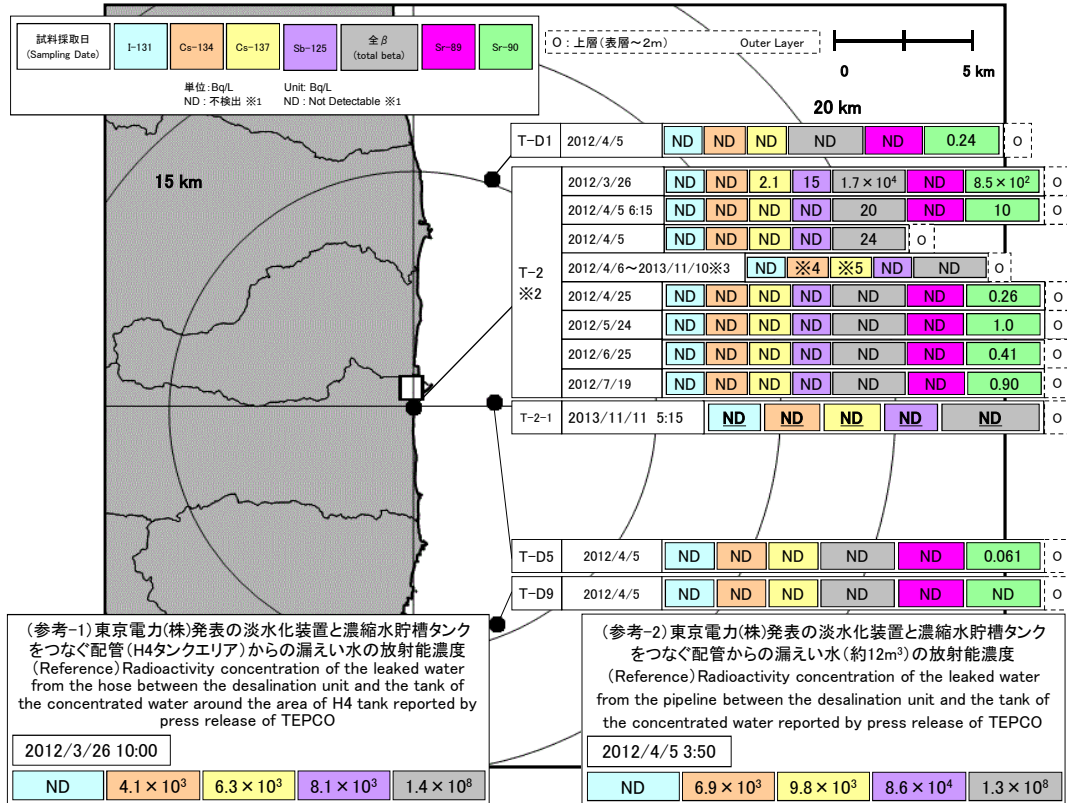 試料採取日
(Sampling Date)
I-131
Cs-134
Cs-137
Sb-125
全β
(total beta)
Sr-89
Sr-90
単位:Bq/L Unit: Bq/L
ND : 不検出 ※1 ND : Not Detectable ※1
O : 上層(表層～2m) Outer Layer
0 5 km
20 km
15 km
T-D1 2012/4/5 ND ND ND ND ND 0.24 O
T-2
※2
2012/3/26 ND ND 2.1 15 1.7×10⁴ ND 8.5×10² O
2012/4/5 6:15 ND ND ND ND 20 ND 10 O
2012/4/5 ND ND ND ND 24 O
2012/4/6～2013/11/10※3 ND ※4 ※5 ND ND O
2012/4/25 ND ND ND ND ND ND 0.26 O
2012/5/24 ND ND ND ND ND ND 1.0 O
2012/6/25 ND ND ND ND ND ND 0.41 O
2012/7/19 ND ND ND ND ND ND 0.90 O
T-2-1 2013/11/11 5:15 ND ND ND ND ND O
T-D5 2012/4/5 ND ND ND ND ND 0.061 O
T-D9 2012/4/5 ND ND ND ND ND ND O
(参考-1)東京電力(株)発表の淡水化装置と濃縮水貯槽タンク
をつなぐ配管(H4タンクエリア)からの漏えい水の放射能濃度
(Reference)Radioactivity concentration of the leaked water
from the hose between the desalination unit and the tank of
the concentrated water around the area of H4 tank reported by
press release of TEPCO
2012/3/26 10:00
ND 4.1×10³ 6.3×10³ 8.1×10³ 1.4×10⁸
(参考-2)東京電力(株)発表の淡水化装置と濃縮水貯槽タンク
をつなぐ配管からの漏えい水(約12m³)の放射能濃度
(Reference)Radioactivity concentration of the leaked water
from the pipeline between the desalination unit and the tank of
the concentrated water reported by press release of TEPCO
2012/4/5 3:50
ND 6.9×10³ 9.8×10³ 8.6×10⁴ 1.3×10⁸